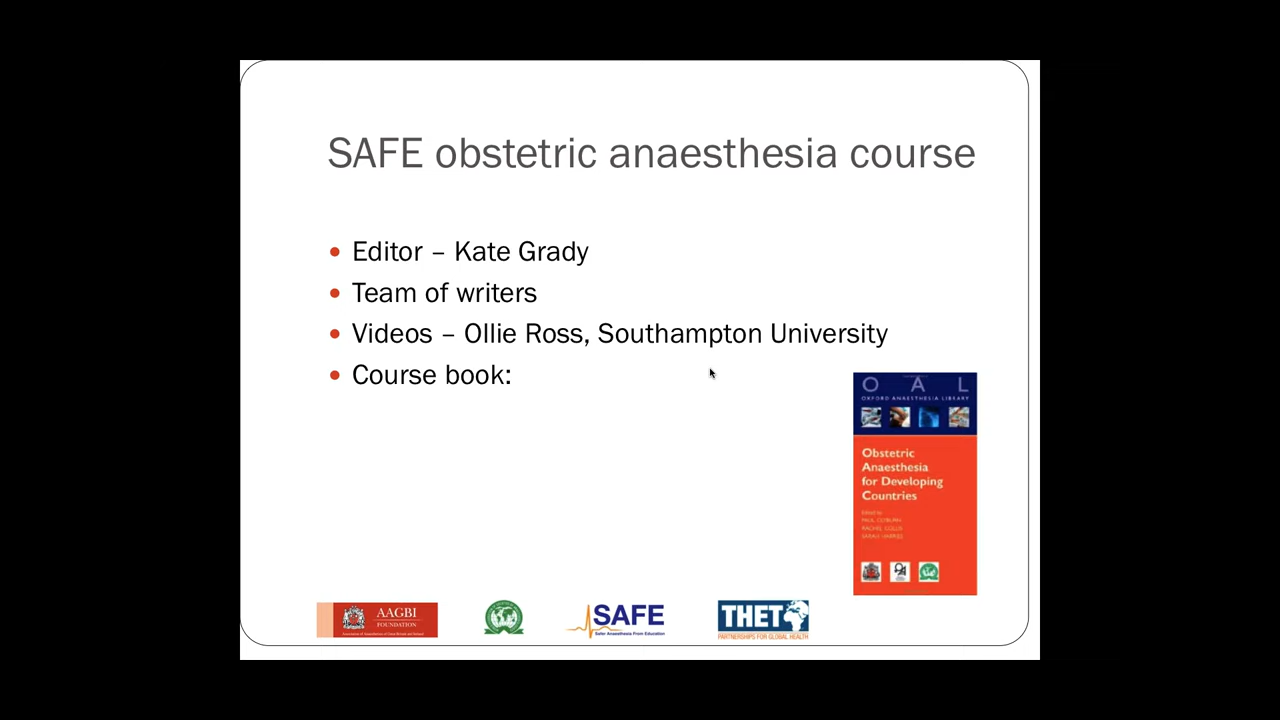 SAFE obstetric anaesthesia course
Editor – Kate Grady
Team of writers
Videos – Ollie Ross, Southampton University
Course book:
O A L
OXFORD ANAESTHESIA LIBRARY
Obstetric
Anaesthesia
for Developing
Countries
AAGBI
FOUNDATION
SAFE
Safer Anaesthesia From Education
THET
PARTNERSHIPS FOR GLOBAL HEALTH